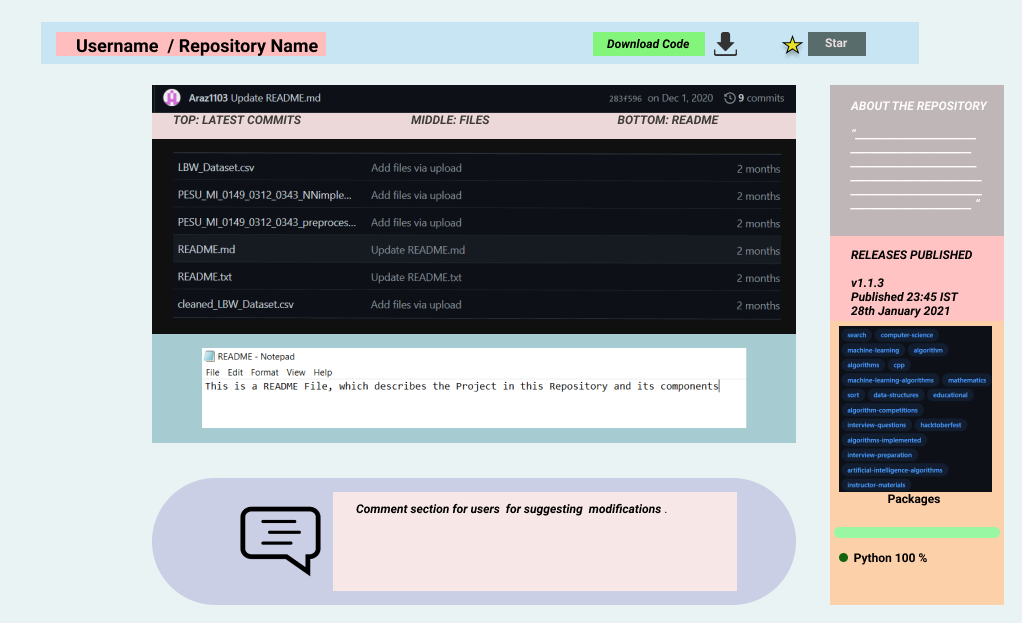 Username / Repository Name
Download Code
Star
Araz1103 Update README.md
283f596 on Dec 1, 2020 9 commits
TOP: LATEST COMMITS MIDDLE: FILES BOTTOM: README
LBW_Dataset.csv Add files via upload 2 months
PESU_MI_0149_0312_0343_NNimple... Add files via upload 2 months
PESU_MI_0149_0312_0343_preproces... Add files via upload 2 months
README.md Update README.md 2 months
README.txt Update README.txt 2 months
cleaned_LBW_Dataset.csv Add files via upload 2 months
README - Notepad
File Edit Format View Help
This is a README File, which describes the Project in this Repository and its components
Comment section for users for suggesting modifications .
ABOUT THE REPOSITORY
“
“
RELEASES PUBLISHED
v1.1.3
Published 23:45 IST
28th January 2021
search computer-science
machine-learning algorithm
algorithms cpp
machine-learning-algorithms mathematics
sort data-structures educational
algorithm-competitions
interview-questions hacktoberfest
algorithms-implemented
interview-preparation
artificial-intelligence-algorithms
instructor-materials
Packages
Python 100 %